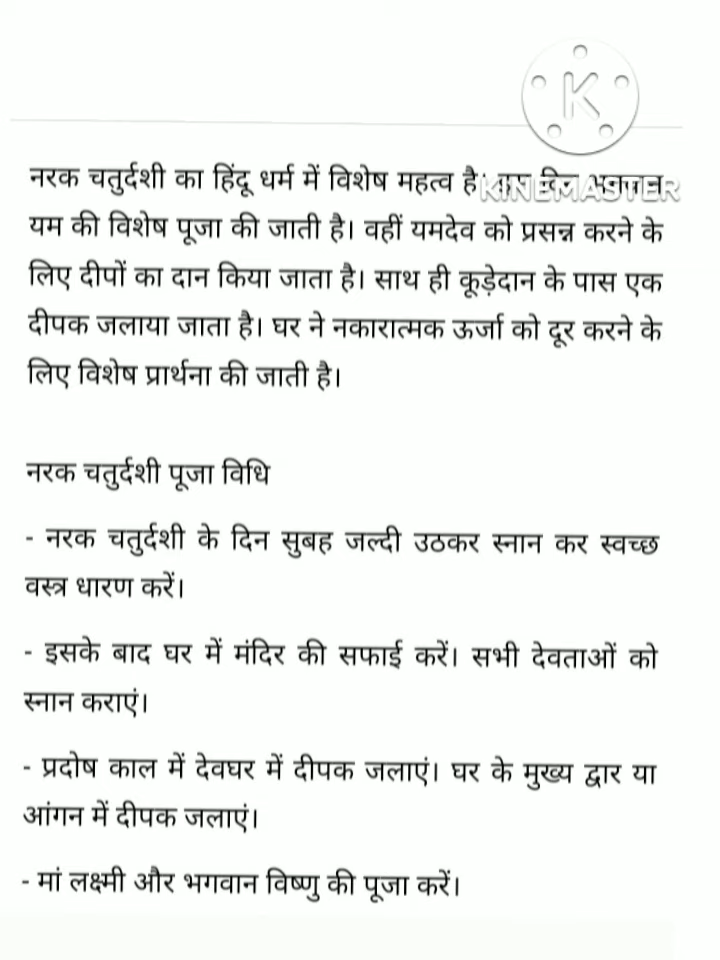 K
KINEMASTER
नरक चतुर्दशी का हिंदू धर्म में विशेष महत्व है। इस दिन
यम की विशेष पूजा की जाती है। वहीं यमदेव को प्रसन्न करने के
लिए दीपों का दान किया जाता है। साथ ही कूड़ेदान के पास एक
दीपक जलाया जाता है। घर ने नकारात्मक ऊर्जा को दूर करने के
लिए विशेष प्रार्थना की जाती है।
नरक चतुर्दशी पूजा विधि
- नरक चतुर्दशी के दिन सुबह जल्दी उठकर स्नान कर स्वच्छ
वस्त्र धारण करें।
- इसके बाद घर में मंदिर की सफाई करें। सभी देवताओं को
स्नान कराएं।
- प्रदोष काल में देवघर में दीपक जलाएं। घर के मुख्य द्वार या
आंगन में दीपक जलाएं।
- मां लक्ष्मी और भगवान विष्णु की पूजा करें।